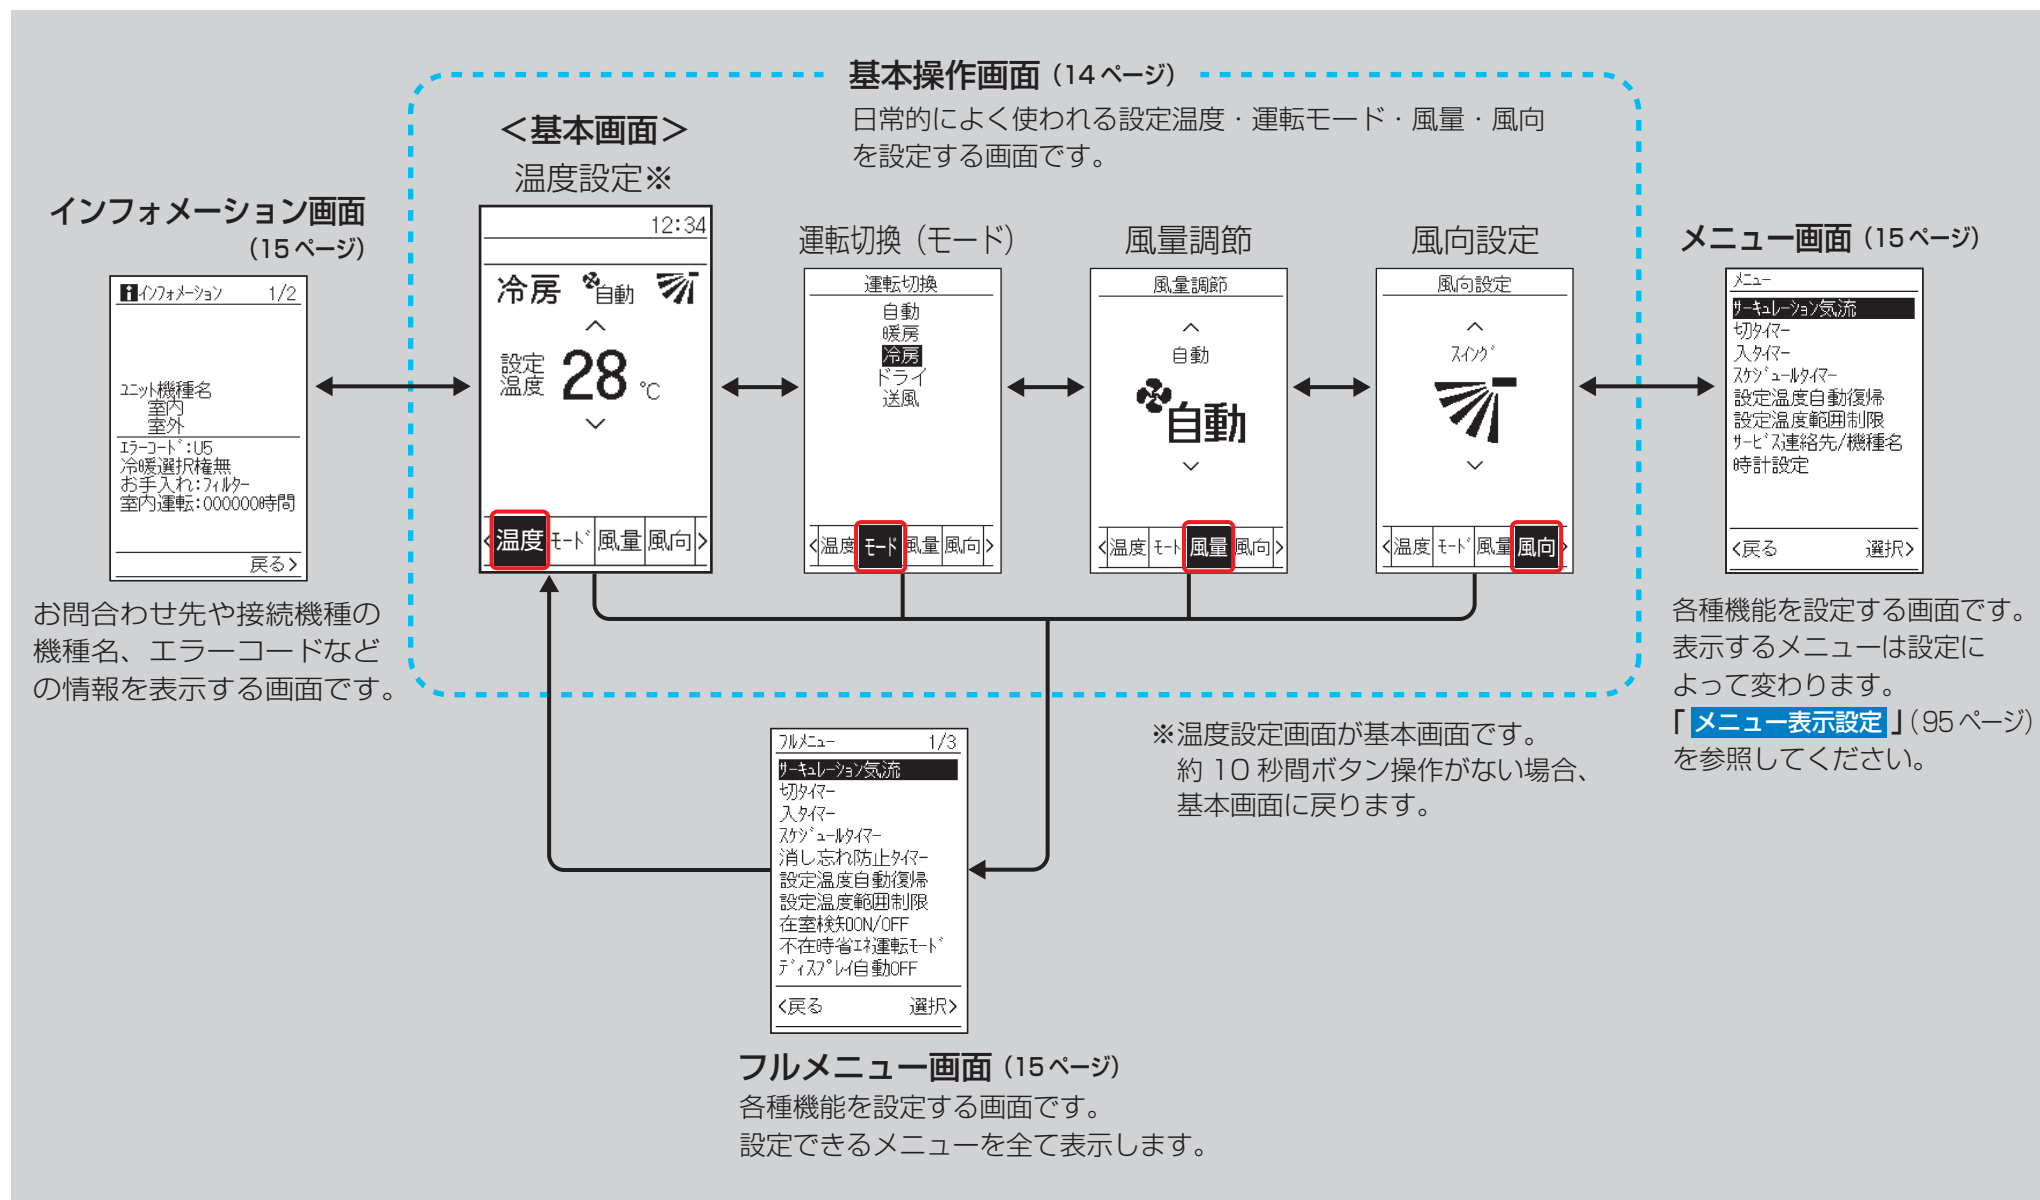 基本操作画面（14ページ）
日常的によく使われる設定温度・運転モード・風量・風向
を設定する画面です。
＜基本画面＞
温度設定※
12:34
冷房 自動
設定
温度 28 ℃
<温度 ﾓｰﾄﾞ 風量 風向>
インフォメーション画面
（15ページ）
iｲﾝﾌｫﾒｰｼｮﾝ 1/2
ﾕﾆｯﾄ機種名
室内
室外
ｴﾗｰｺｰﾄﾞ:U5
冷暖選択権無
お手入れ:ﾌｨﾙﾀｰ
室内運転:000000時間
戻る>
お問合わせ先や接続機種の
機種名、エラーコードなど
の情報を表示する画面です。
運転切換（モード）
運転切換
自動
暖房
冷房
ドライ
送風
<温度 ﾓｰﾄﾞ 風量 風向>
風量調節
風量調節
自動
自動
<温度 ﾓｰﾄﾞ 風量 風向>
風向設定
風向設定
ｽｲﾝｸﾞ
<温度 ﾓｰﾄﾞ 風量 風向>
メニュー画面（15ページ）
ﾒﾆｭｰ
ｻｰｷｭﾚｰｼｮﾝ気流
切ﾀｲﾏｰ
入ﾀｲﾏｰ
ｽｹｼﾞｭｰﾙﾀｲﾏｰ
設定温度自動復帰
設定温度範囲制限
ｻｰﾋﾞｽ連絡先/機種名
時計設定
<戻る 選択>
各種機能を設定する画面です。
表示するメニューは設定に
よって変わります。
「メニュー表示設定」（95ページ）
を参照してください。
※温度設定画面が基本画面です。
約 10 秒間ボタン操作がない場合、
基本画面に戻ります。
ﾌﾙﾒﾆｭｰ 1/3
ｻｰｷｭﾚｰｼｮﾝ気流
切ﾀｲﾏｰ
入ﾀｲﾏｰ
ｽｹｼﾞｭｰﾙﾀｲﾏｰ
消し忘れ防止ﾀｲﾏｰ
設定温度自動復帰
設定温度範囲制限
在室検知ON/OFF
不在時省ｴﾈ運転ﾓｰﾄﾞ
ﾃﾞｨｽﾌﾟﾚｲ自動OFF
<戻る 選択>
フルメニュー画面（15ページ）
各種機能を設定する画面です。
設定できるメニューを全て表示します。